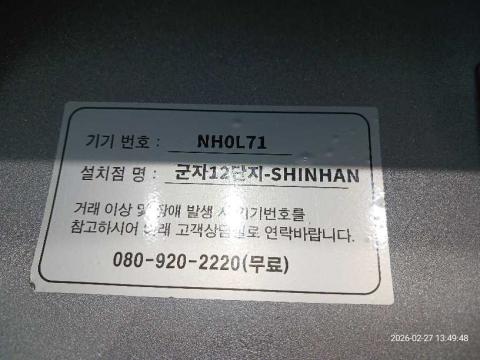 기기 번호 : NH0L71
설치점 명 : 군자12단지-SHINHAN
거래 이상 및 장애 발생 시 기기번호를
참고하시어 아래 고객상담실로 연락바랍니다.
080-920-2220(무료)
2026-02-27 13:49:48